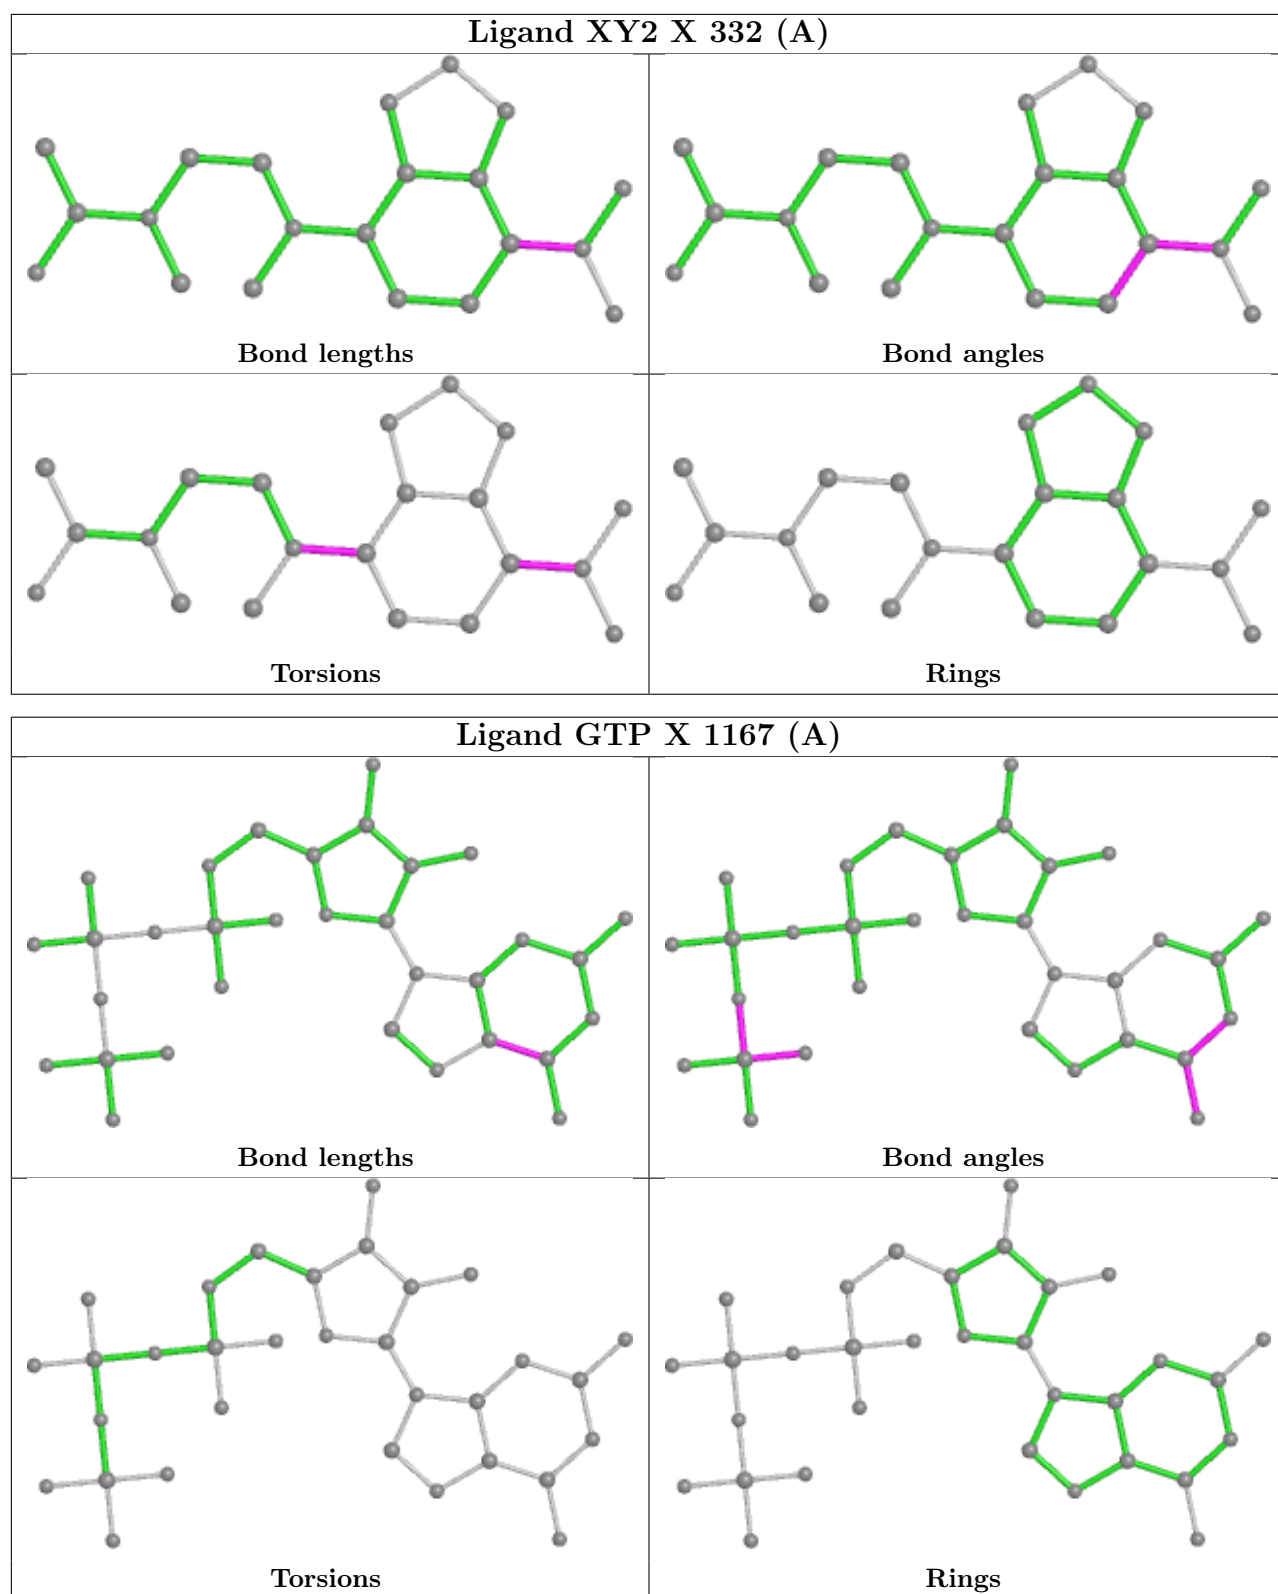 Ligand XY2 X 332 (A)
Bond lengths
Bond angles
Torsions
Rings
Ligand GTP X 1167 (A)
Bond lengths
Bond angles
Torsions
Rings